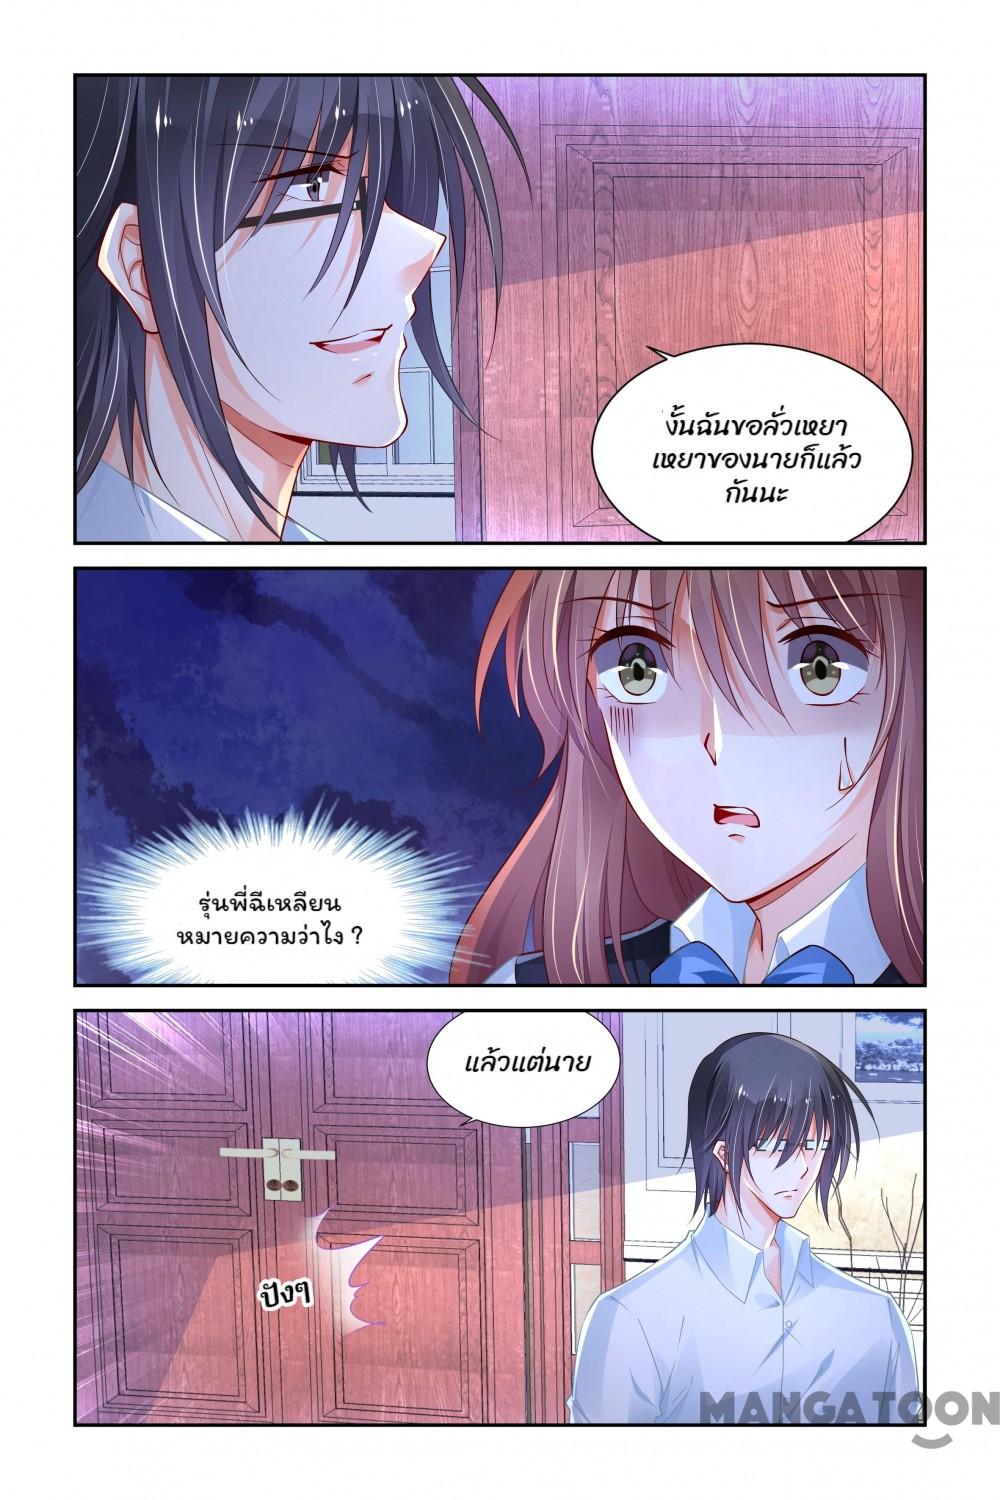 งั้นฉันขอลั่วเหยา
เหยาของนายก็แล้ว
กันนะ
รุ่นพี่ฉีเหลียน
หมายความว่าไง ?
แล้วแต่นาย
ปังๆ
MANGATOON